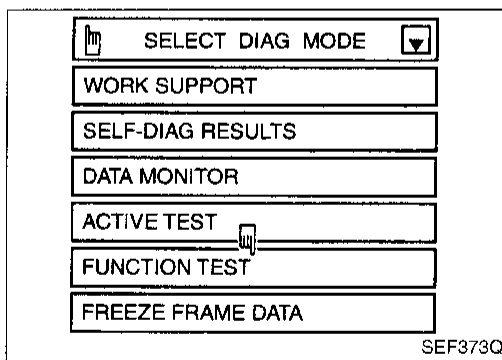 SELECT DIAG MODE
WORK SUPPORT
SELF-DIAG RESULTS
DATA MONITOR
ACTIVE TEST
FUNCTION TEST
FREEZE FRAME DATA
SEF373Q